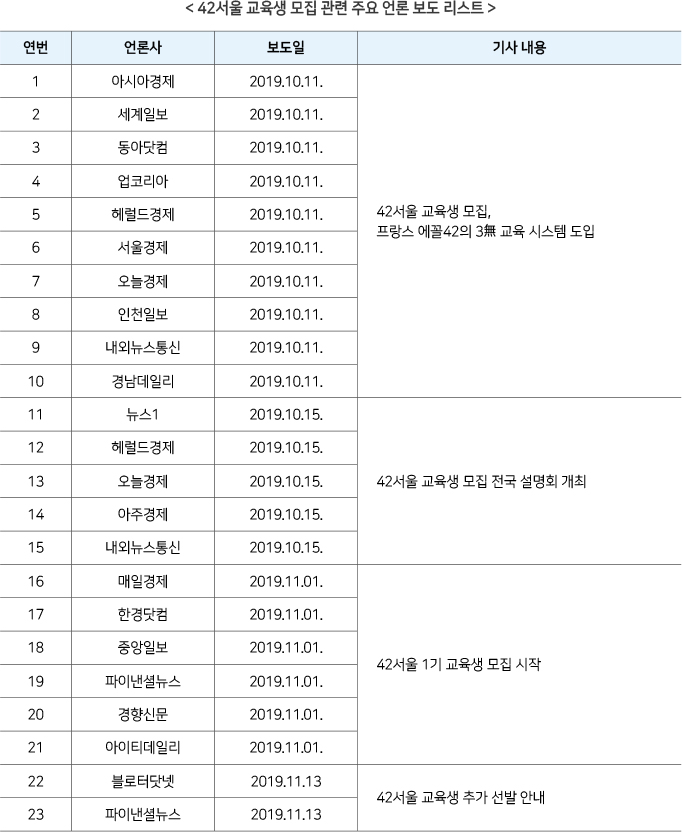 < 42서울 교육생 모집 관련 주요 언론 보도 리스트 >
연번 언론사 보도일 기사 내용
1 아시아경제 2019.10.11.
2 세계일보 2019.10.11.
3 동아닷컴 2019.10.11.
4 업코리아 2019.10.11.
5 헤럴드경제 2019.10.11.
42서울 교육생 모집,
프랑스 에꼴42의 3無 교육 시스템 도입
6 서울경제 2019.10.11.
7 오늘경제 2019.10.11.
8 인천일보 2019.10.11.
9 내외뉴스통신 2019.10.11.
10 경남데일리 2019.10.11.
11 뉴스1 2019.10.15.
12 헤럴드경제 2019.10.15.
13 오늘경제 2019.10.15. 42서울 교육생 모집 전국 설명회 개최
14 아주경제 2019.10.15.
15 내외뉴스통신 2019.10.15.
16 매일경제 2019.11.01.
17 한경닷컴 2019.11.01.
18 중앙일보 2019.11.01.
42서울 1기 교육생 모집 시작
19 파이낸셜뉴스 2019.11.01.
20 경향신문 2019.11.01.
21 아이티데일리 2019.11.01.
22 블로터닷넷 2019.11.13
42서울 교육생 추가 선발 안내
23 파이낸셜뉴스 2019.11.13